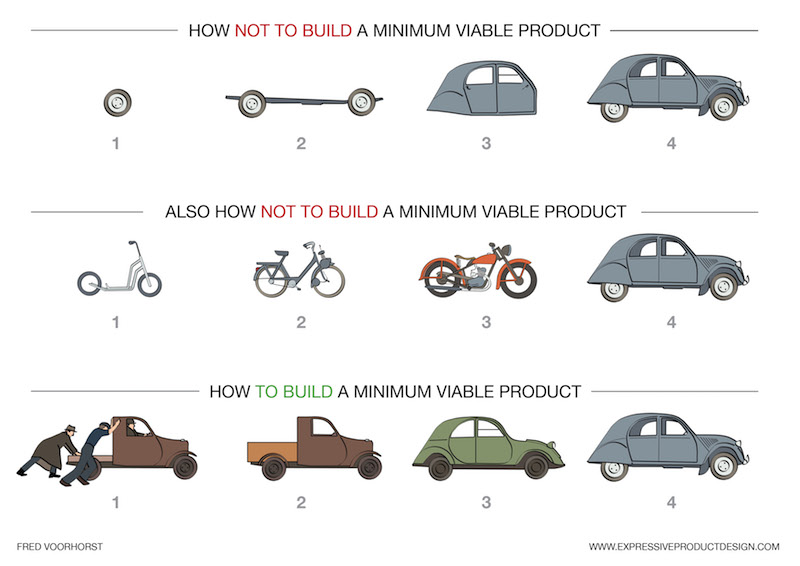 HOW NOT TO BUILD A MINIMUM VIABLE PRODUCT
1 2 3 4
ALSO HOW NOT TO BUILD A MINIMUM VIABLE PRODUCT
1 2 3 4
HOW TO BUILD A MINIMUM VIABLE PRODUCT
1 2 3 4
FRED VOORHORST
WWW.EXPRESSIVEPRODUCTDESIGN.COM